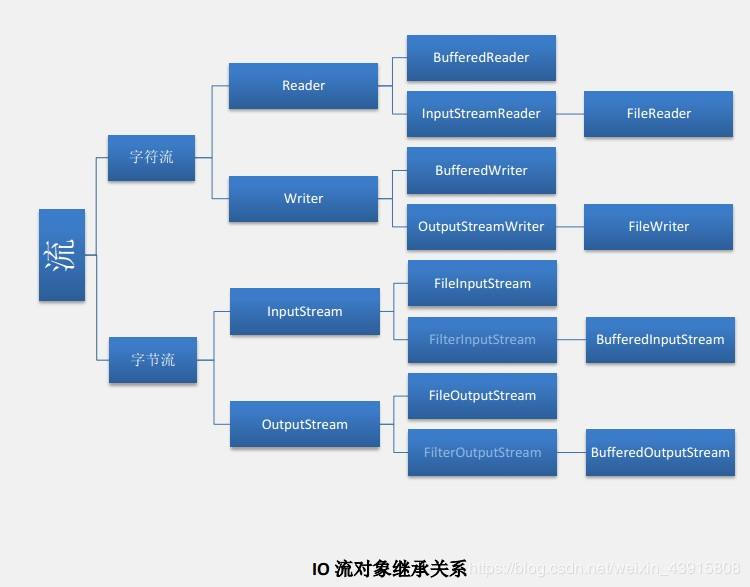 流
字符流
Reader
BufferedReader
InputStreamReader
FileReader
Writer
BufferedWriter
OutputStreamWriter
FileWriter
字节流
InputStream
FileInputStream
FilterInputStream
BufferedInputStream
OutputStream
FileOutputStream
FilterOutputStream
BufferedOutputStream
IO 流对象继承关系
https://blog.csdn.net/weixin_43915808